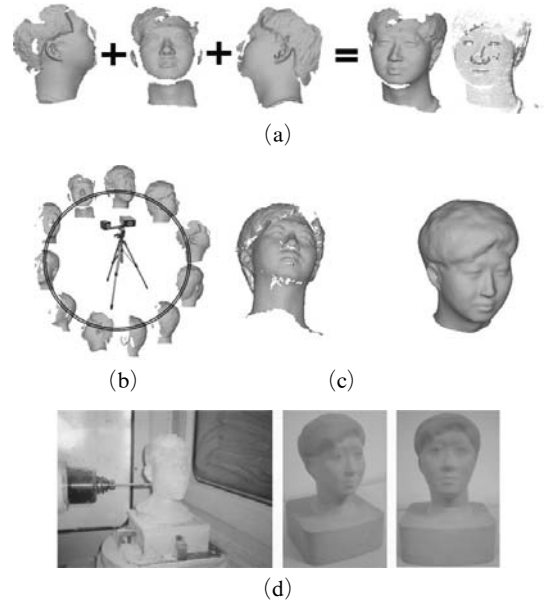 + + =
(a)
(b)
(c)
(d)